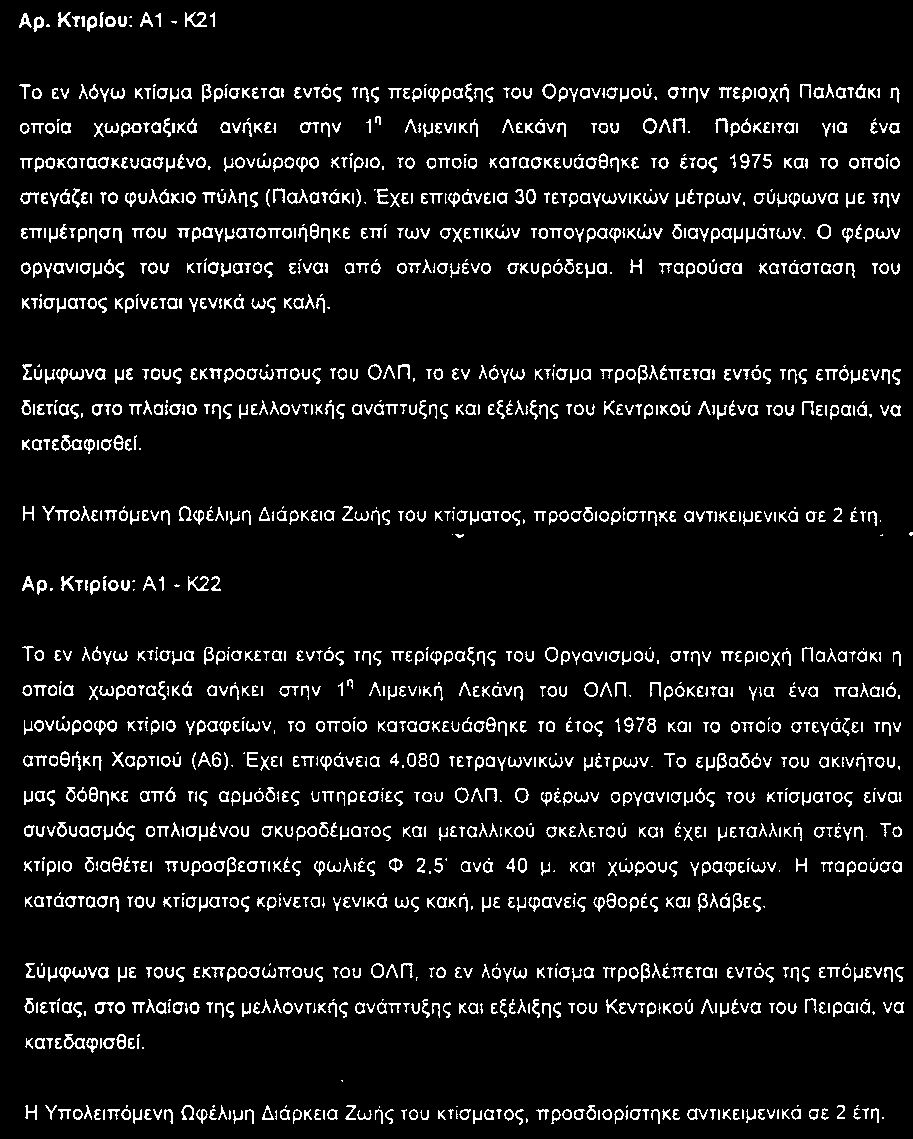 Αρ. Κτιρίου: Α1 - Κ21
Το εν λόγω κτίσμα βρίσκεται εντός της περίφραξης του Οργανισμού, στην περιοχή Παλατάκι η
οποία χωροταξικά ανήκει στην 1η Λιμενική Λεκάνη του ΟΛΠ. Πρόκειται για ένα
προκατασκευασμένο, μονώροφο κτίριο, το οποίο κατασκευάσθηκε το έτος 1975 και το οποίο
στεγάζει το φυλάκιο πύλης (Παλατάκι). Έχει επιφάνεια 30 τετραγωνικών μέτρων, σύμφωνα με την
επιμέτρηση που πραγματοποιήθηκε επί των σχετικών τοπογραφικών διαγραμμάτων. Ο φέρων
οργανισμός του κτίσματος είναι από οπλισμένο σκυρόδεμα. Η παρούσα κατάσταση του
κτίσματος κρίνεται γενικά ως καλή.
Σύμφωνα με τους εκπροσώπους του ΟΛΠ, το εν λόγω κτίσμα προβλέπεται εντός της επόμενης
διετίας, στο πλαίσιο της μελλοντικής ανάπτυξης και εξέλιξης του Κεντρικού Λιμένα του Πειραιά, να
κατεδαφισθεί.
Η Υπολειπόμενη Ωφέλιμη Διάρκεια Ζωής του κτίσματος, προσδιορίστηκε αντικειμενικά σε 2 έτη.
Αρ. Κτιρίου: Α1 - Κ22
Το εν λόγω κτίσμα βρίσκεται εντός της περίφραξης του Οργανισμού, στην περιοχή Παλατάκι η
οποία χωροταξικά ανήκει στην 1η Λιμενική Λεκάνη του ΟΛΠ. Πρόκειται για ένα παλαιό,
μονώροφο κτίριο γραφείων, το οποίο κατασκευάσθηκε το έτος 1978 και το οποίο στεγάζει την
αποθήκη Χαρτιού (Α6). Έχει επιφάνεια 4,080 τετραγωνικών μέτρων. Το εμβαδόν του ακινήτου,
μας δόθηκε από τις αρμόδιες υπηρεσίες του ΟΛΠ. Ο φέρων οργανισμός του κτίσματος είναι
συνδυασμός οπλισμένου σκυροδέματος και μεταλλικού σκελετού και έχει μεταλλική στέγη. Το
κτίριο διαθέτει πυροσβεστικές φωλιές Φ 2,5' ανά 40 μ. και χώρους γραφείων. Η παρούσα
κατάσταση του κτίσματος κρίνεται γενικά ως κακή, με εμφανείς φθορές και βλάβες.
Σύμφωνα με τους εκπροσώπους του ΟΛΠ, το εν λόγω κτίσμα προβλέπεται εντός της επόμενης
διετίας, στο πλαίσιο της μελλοντικής ανάπτυξης και εξέλιξης του Κεντρικού Λιμένα του Πειραιά, να
κατεδαφισθεί.
Η Υπολειπόμενη Ωφέλιμη Διάρκεια Ζωής του κτίσματος, προσδιορίστηκε αντικειμενικά σε 2 έτη.